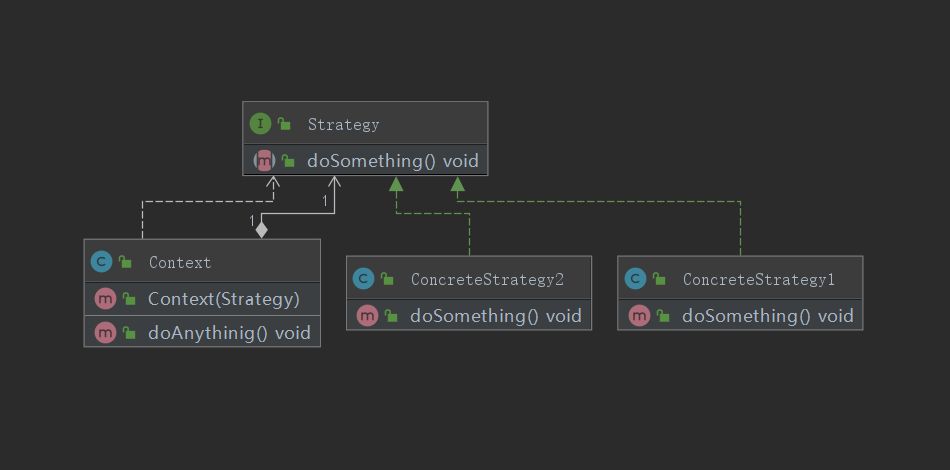 I Strategy
m doSomething() void
1
1
C Context
m Context(Strategy)
m doAnythinig() void
C ConcreteStrategy2
m doSomething() void
C ConcreteStrategy1
m doSomething() void